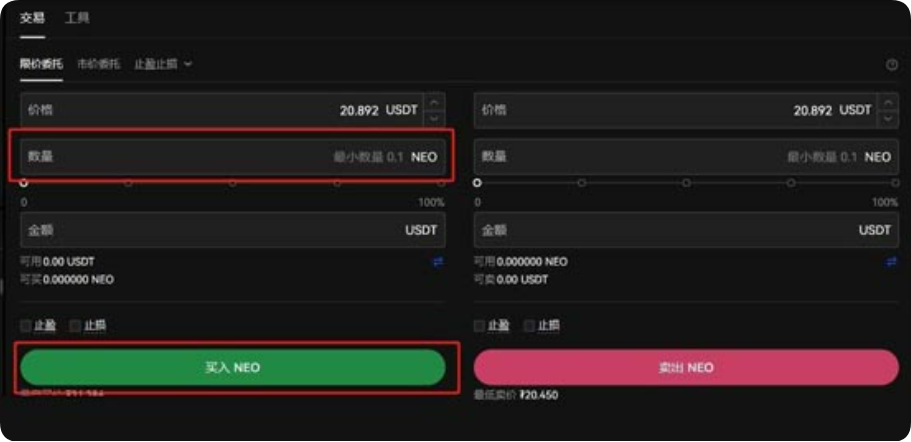 交易 工具
限价委托 市价委托 止盈止损
价格 20.892 USDT
数量 最小数量 0.1 NEO
0 100%
金额 USDT
可用 0.00 USDT
可买 0.000000 NEO
止盈 止损
买入 NEO
价格 20.892 USDT
数量 最小数量 0.1 NEO
0 100%
金额 USDT
可用 0.000000 NEO
可卖 0.00 USDT
止盈 止损
卖出 NEO
最低卖价 ₮20.450